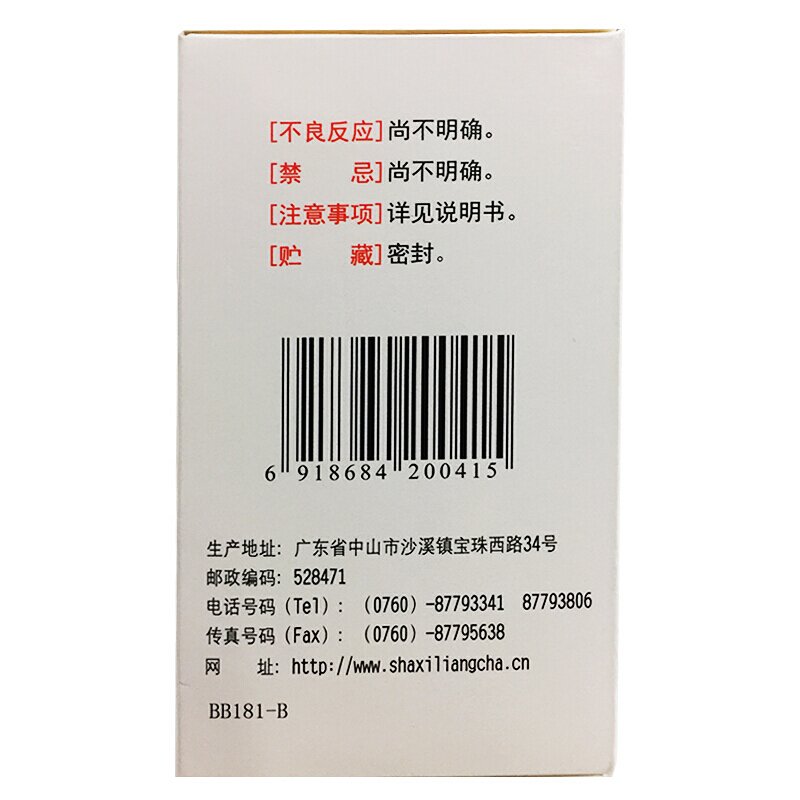 [不良反应]尚不明确。
[禁　　忌]尚不明确。
[注意事项]详见说明书。
[贮　　藏]密封。
6 918684 200415
生产地址: 广东省中山市沙溪镇宝珠西路34号
邮政编码: 528471
电话号码(Tel): (0760)-87793341 87793806
传真号码(Fax): (0760)-87795638
网　　址: http://www.shaxiliangcha.cn
BB181-B